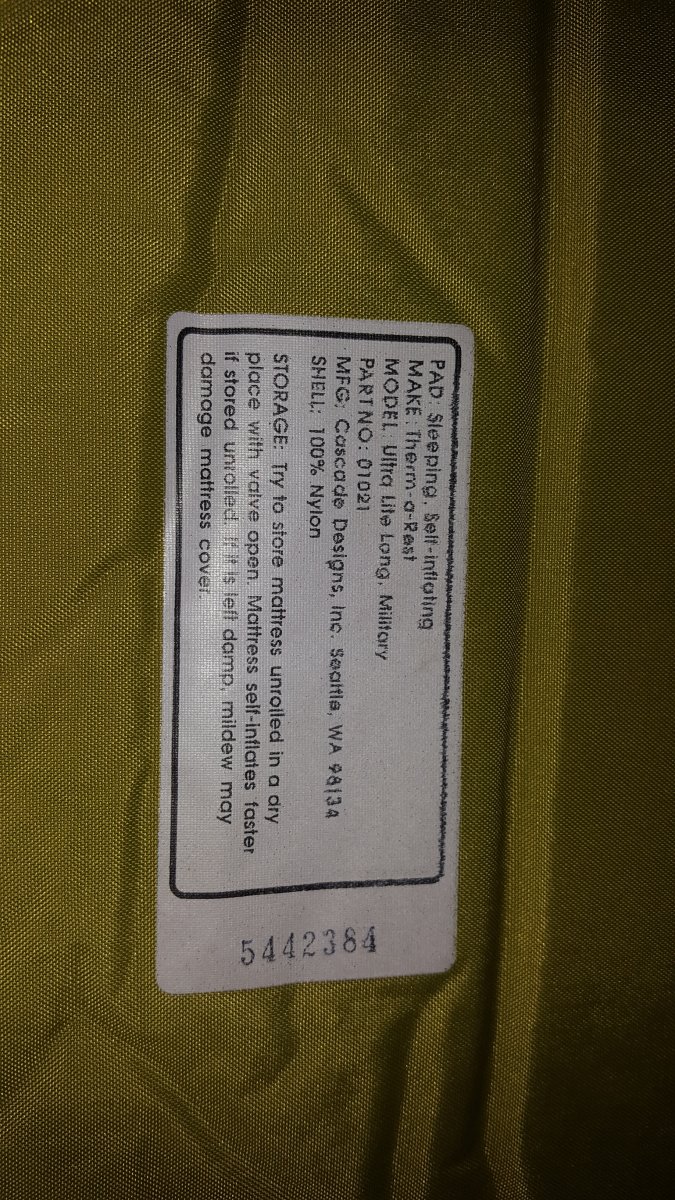 PAD: Sleeping, Self-inflating
MAKE: Therm-a-Rest
MODEL: Ultra Lite Long, Military
PART NO: 01021
MFG: Cascade Designs, Inc. Seattle, WA 98134
SHELL: 100% Nylon
STORAGE: Try to store mattress unrolled in a dry
place with valve open. Mattress self-inflates faster
if stored unrolled. If it is left damp, mildew may
damage mattress cover.
5442384